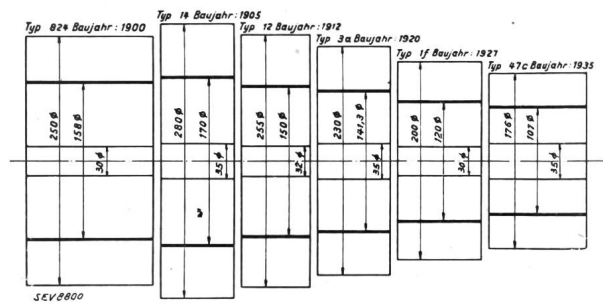 Typ 824 Baujahr: 1900
Typ 14 Baujahr: 1905
Typ 12 Baujahr: 1912
Typ 3a Baujahr: 1920
Typ 1f Baujahr: 1927
Typ 47c Baujahr: 1935
250 ϕ
158 ϕ
30 ϕ
280 ϕ
170 ϕ
35 ϕ
255 ϕ
150 ϕ
32 ϕ
230 ϕ
141,3 ϕ
35 ϕ
200 ϕ
120 ϕ
30 ϕ
176 ϕ
101 ϕ
35 ϕ
SEV8800